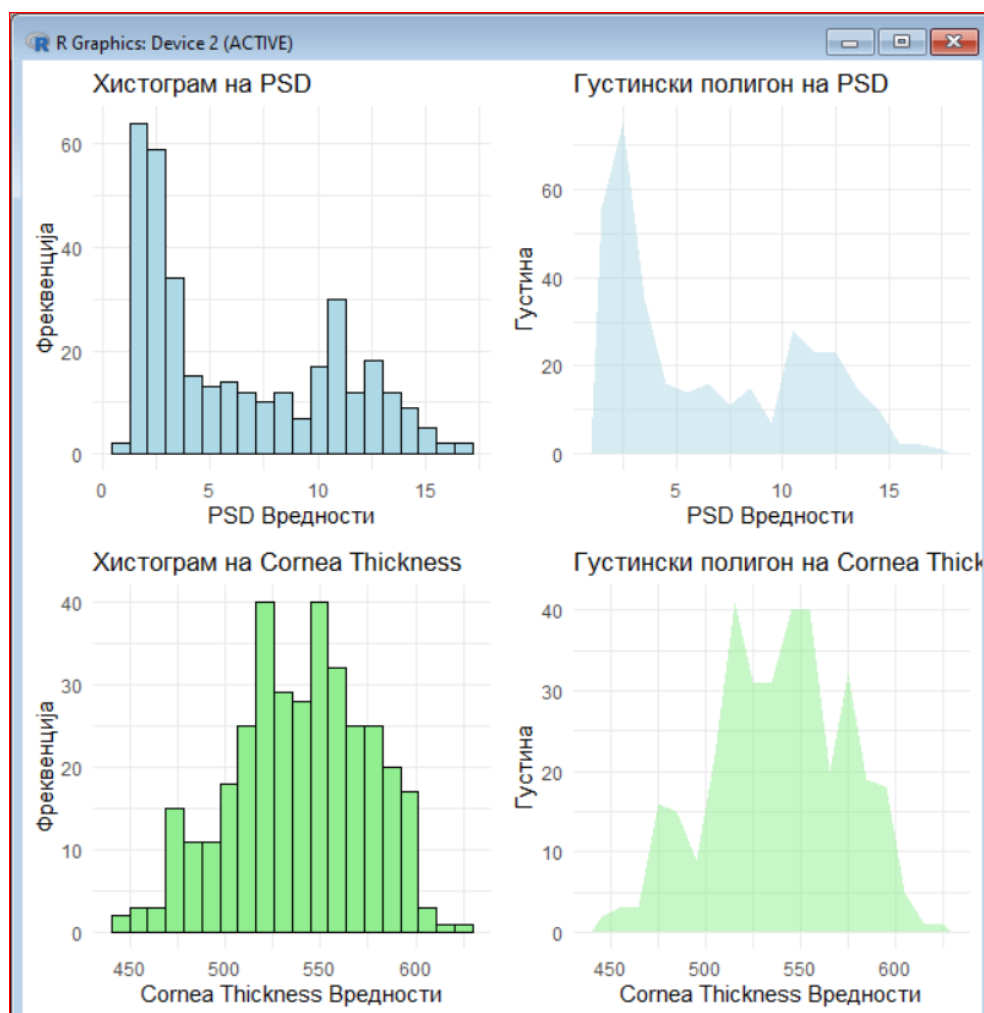 R Graphics: Device 2 (ACTIVE)
Хистограм на PSD
Фреквенција
60
40
20
0
0 5 10 15
PSD Вредности
Густински полигон на PSD
Густина
60
40
20
0
5 10 15
PSD Вредности
Хистограм на Cornea Thickness
Фреквенција
40
30
20
10
0
450 500 550 600
Cornea Thickness Вредности
Густински полигон на Cornea Thick
Густина
40
30
20
10
0
450 500 550 600
Cornea Thickness Вредности